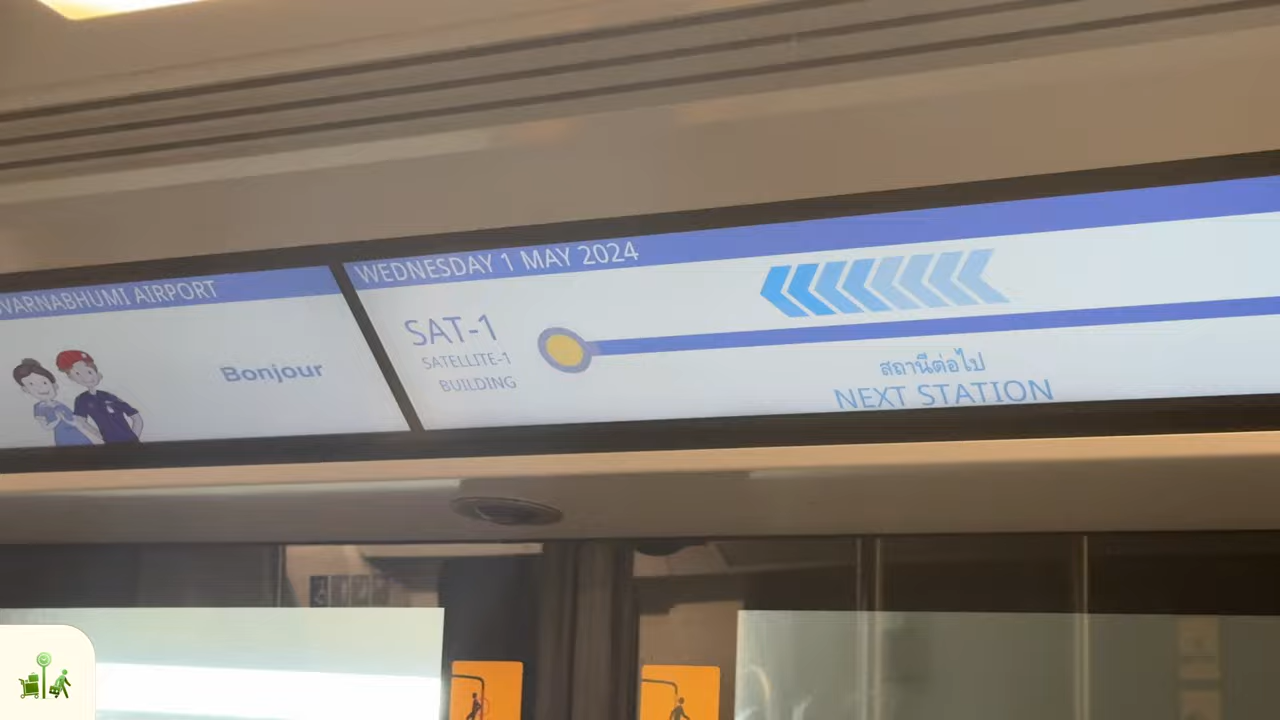 VARNABHUMI AIRPORT
Bonjour
WEDNESDAY 1 MAY 2024
SAT-1
SATELLITE-1
BUILDING
สถานีต่อไป
NEXT STATION